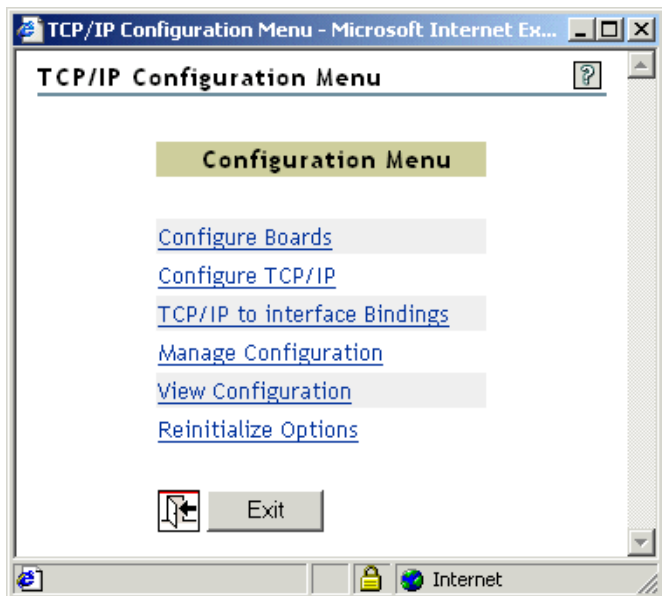 TCP/IP Configuration Menu - Microsoft Internet Ex...
TCP/IP Configuration Menu
?
Configuration Menu
Configure Boards
Configure TCP/IP
TCP/IP to interface Bindings
Manage Configuration
View Configuration
Reinitialize Options
Exit
Internet